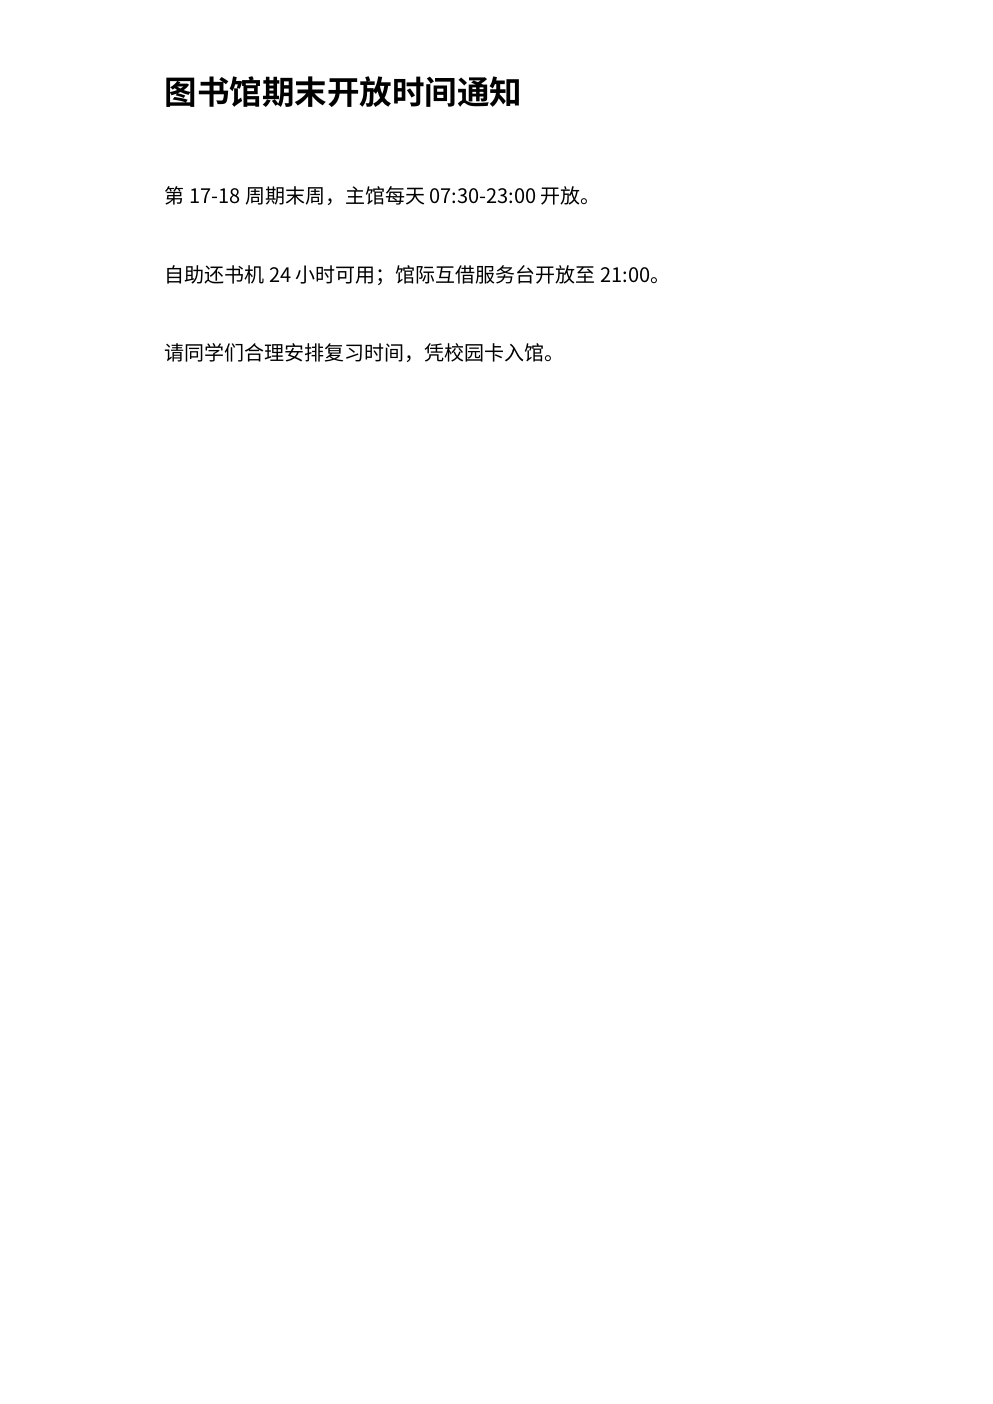 图书馆期末开放时间通知
第 17-18 周期末周，主馆每天 07:30-23:00 开放。
自助还书机 24 小时可用；馆际互借服务台开放至 21:00。
请同学们合理安排复习时间，凭校园卡入馆。